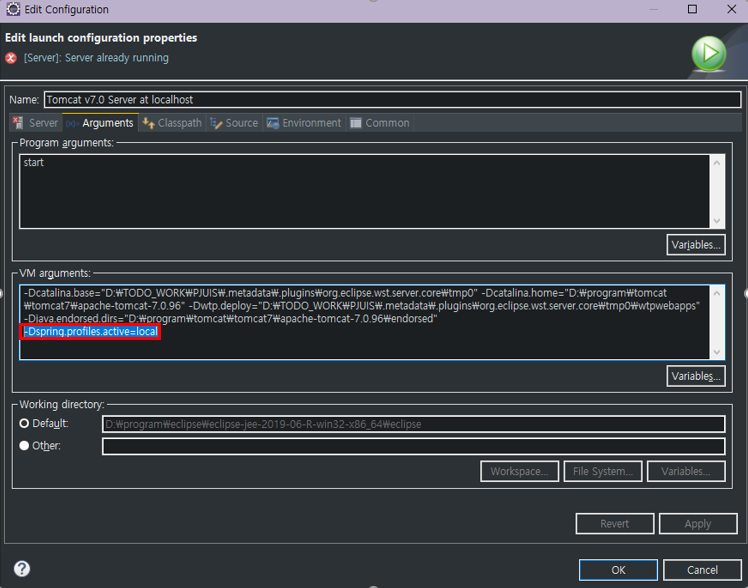 Edit Configuration
Edit launch configuration properties
[Server]: Server already running
Name: Tomcat v7.0 Server at localhost
Server Arguments Classpath Source Environment Common
Program arguments:
start
Variables...
VM arguments:
-Dcatalina.base="D:₩TODO_WORK₩PJUIS₩.metadata₩.plugins₩org.eclipse.wst.server.core₩tmp0" -Dcatalina.home="D:₩program₩tomcat
₩tomcat7₩apache-tomcat-7.0.96" -Dwtp.deploy="D:₩TODO_WORK₩PJUIS₩.metadata₩.plugins₩org.eclipse.wst.server.core₩tmp0₩wtpwebapps"
-Djava.endorsed.dirs="D:₩program₩tomcat₩tomcat7₩apache-tomcat-7.0.96₩endorsed"
-Dspring.profiles.active=local
Variables...
Working directory:
Default: D:₩program₩eclipse₩eclipse-jee-2019-06-R-win32-x86_64₩eclipse
Other:
Workspace... File System... Variables...
Revert Apply
? OK Cancel